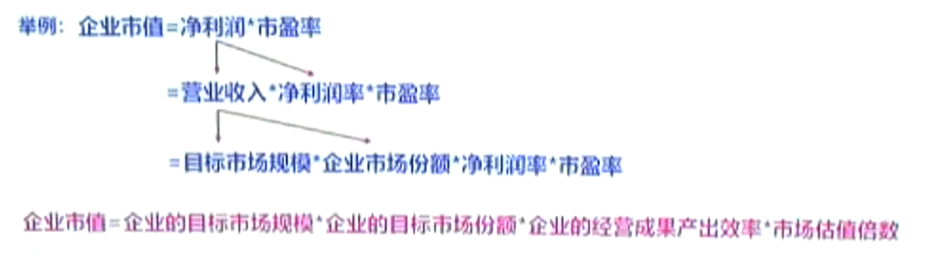 举例：企业市值=净利润*市盈率
=营业收入*净利润率*市盈率
=目标市场规模*企业市场份额*净利润率*市盈率
企业市值=企业的目标市场规模*企业的目标市场份额*企业的经营成果产出效率*市场估值倍数